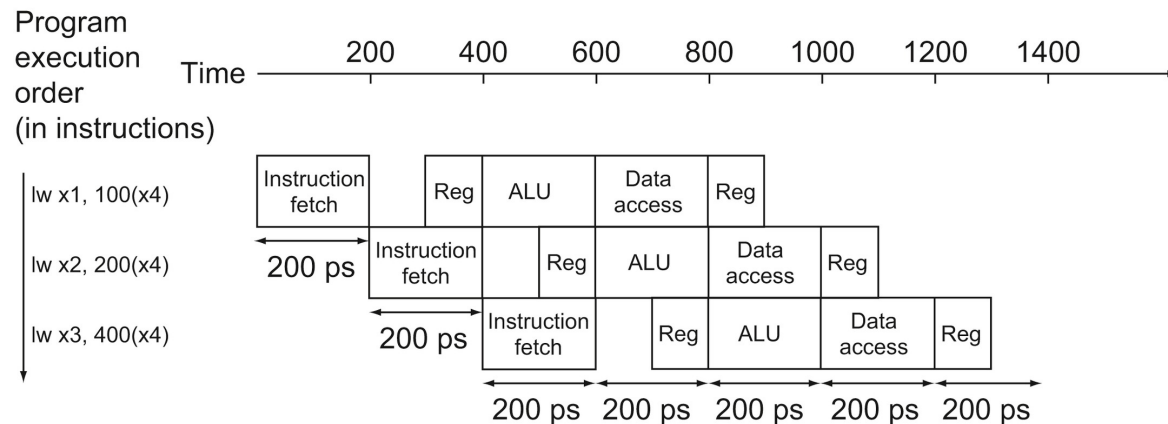 Program
execution
order
(in instructions)
Time
200 400 600 800 1000 1200 1400
lw x1, 100(x4)
Instruction
fetch
Reg
ALU
Data
access
Reg
200 ps
lw x2, 200(x4)
Instruction
fetch
Reg
ALU
Data
access
Reg
200 ps
lw x3, 400(x4)
Instruction
fetch
Reg
ALU
Data
access
Reg
200 ps 200 ps 200 ps 200 ps 200 ps